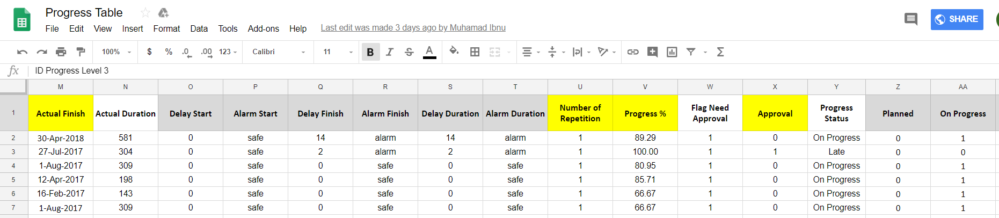 Progress Table
File Edit View Insert Format Data Tools Add-ons Help Last edit was made 3 days ago by Muhamad Ibnu
SHARE
100% $ % .0 .00 123 Calibri 11 B I S A Σ
fx ID Progress Level 3
M N O P Q R S T U V W X Y Z AA
1 Actual Finish Actual Duration Delay Start Alarm Start Delay Finish Alarm Finish Delay Duration Alarm Duration Number of Repetition Progress % Flag Need Approval Approval Progress Status Planned On Progress
2 30-Apr-2018 581 0 safe 14 alarm 14 alarm 1 89.29 1 0 On Progress 0 1
3 27-Jul-2017 304 0 safe 2 alarm 2 alarm 1 100.00 1 1 Late 0 0
4 1-Aug-2017 309 0 safe 0 safe 0 safe 1 80.95 1 0 On Progress 0 1
5 12-Apr-2017 198 0 safe 0 safe 0 safe 1 85.71 1 0 On Progress 0 1
6 16-Feb-2017 143 0 safe 0 safe 0 safe 1 66.67 1 0 On Progress 0 1
7 1-Aug-2017 309 0 safe 0 safe 0 safe 1 66.67 1 0 On Progress 0 1